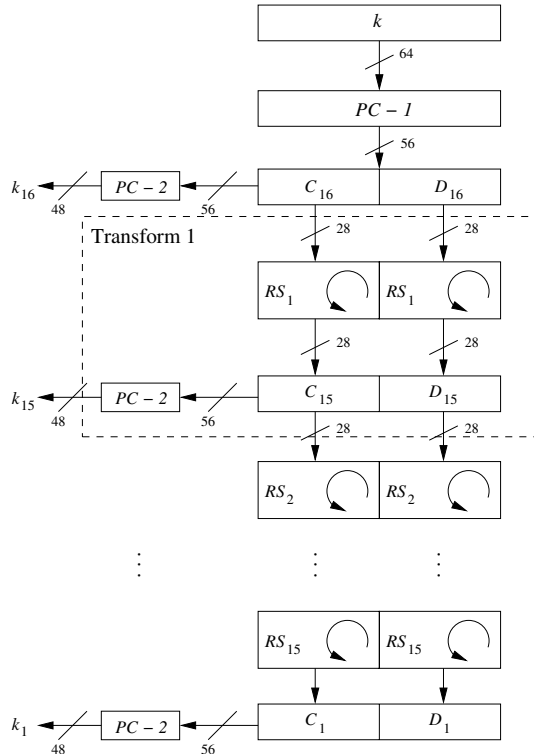 k
64
PC – 1
56
k16 48 PC – 2 56 C16 D16
Transform 1
28 28
RS1 RS1
28 28
k15 48 PC – 2 56 C15 D15
28 28
RS2 RS2
RS15 RS15
k1 48 PC – 2 56 C1 D1